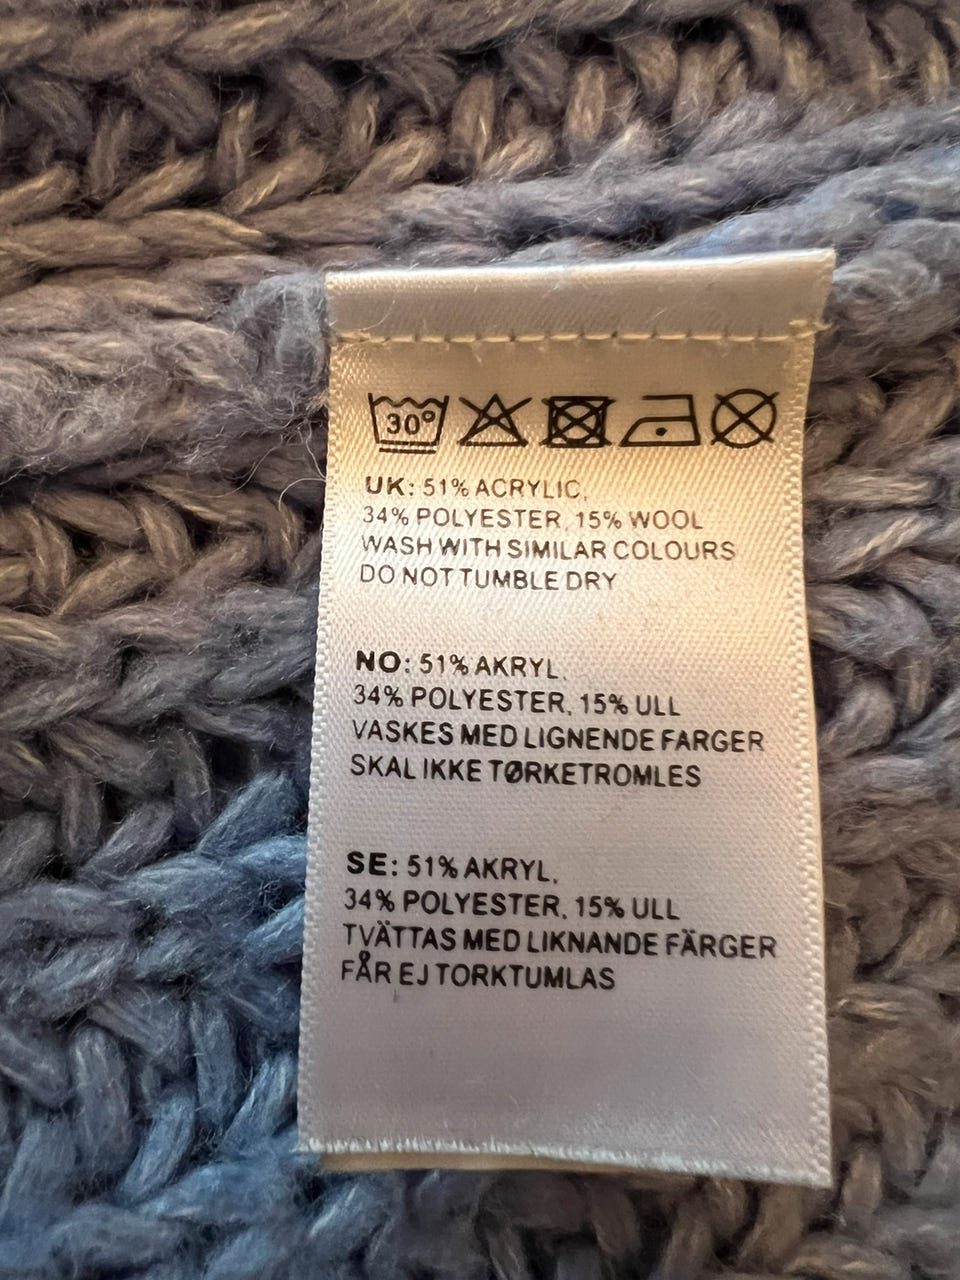 30°
UK: 51% ACRYLIC,
34% POLYESTER, 15% WOOL
WASH WITH SIMILAR COLOURS
DO NOT TUMBLE DRY
NO: 51% AKRYL,
34% POLYESTER, 15% ULL
VASKES MED LIGNENDE FARGER
SKAL IKKE TØRKETROMLES
SE: 51% AKRYL,
34% POLYESTER, 15% ULL
TVÄTTAS MED LIKNANDE FÄRGER
FÅR EJ TORKTUMLAS